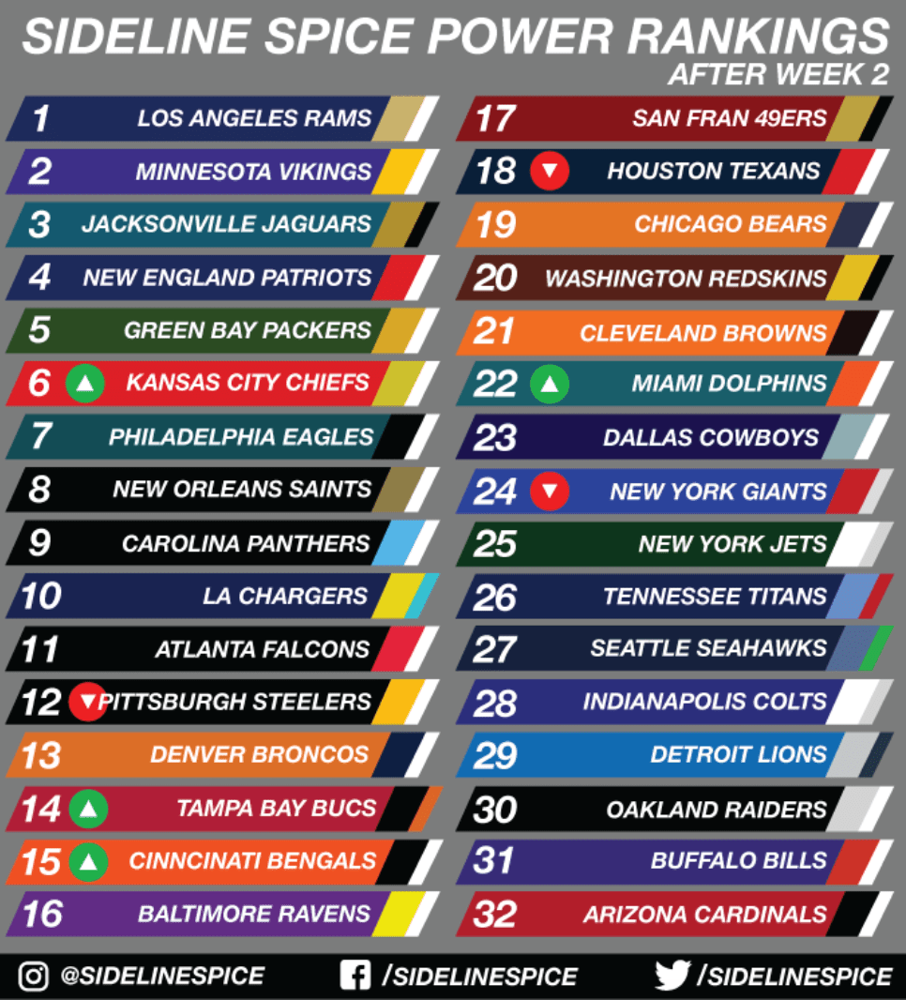 SIDELINE SPICE POWER RANKINGS
AFTER WEEK 2
1 LOS ANGELES RAMS
2 MINNESOTA VIKINGS
3 JACKSONVILLE JAGUARS
4 NEW ENGLAND PATRIOTS
5 GREEN BAY PACKERS
6 KANSAS CITY CHIEFS
7 PHILADELPHIA EAGLES
8 NEW ORLEANS SAINTS
9 CAROLINA PANTHERS
10 LA CHARGERS
11 ATLANTA FALCONS
12 PITTSBURGH STEELERS
13 DENVER BRONCOS
14 TAMPA BAY BUCS
15 CINNCINATI BENGALS
16 BALTIMORE RAVENS
17 SAN FRAN 49ERS
18 HOUSTON TEXANS
19 CHICAGO BEARS
20 WASHINGTON REDSKINS
21 CLEVELAND BROWNS
22 MIAMI DOLPHINS
23 DALLAS COWBOYS
24 NEW YORK GIANTS
25 NEW YORK JETS
26 TENNESSEE TITANS
27 SEATTLE SEAHAWKS
28 INDIANAPOLIS COLTS
29 DETROIT LIONS
30 OAKLAND RAIDERS
31 BUFFALO BILLS
32 ARIZONA CARDINALS
@SIDELINESPICE /SIDELINESPICE /SIDELINESPICE